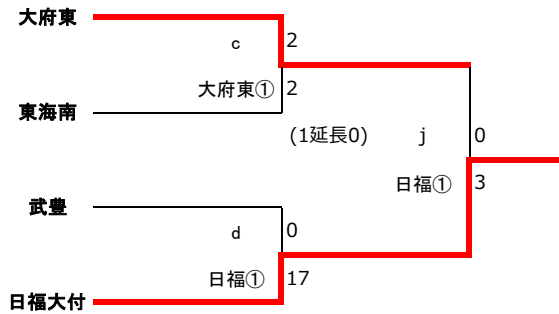 大府東
c 2
大府東① 2
東海南
(1延長0) j 0
日福① 3
武豊
d 0
日福① 17
日福大付